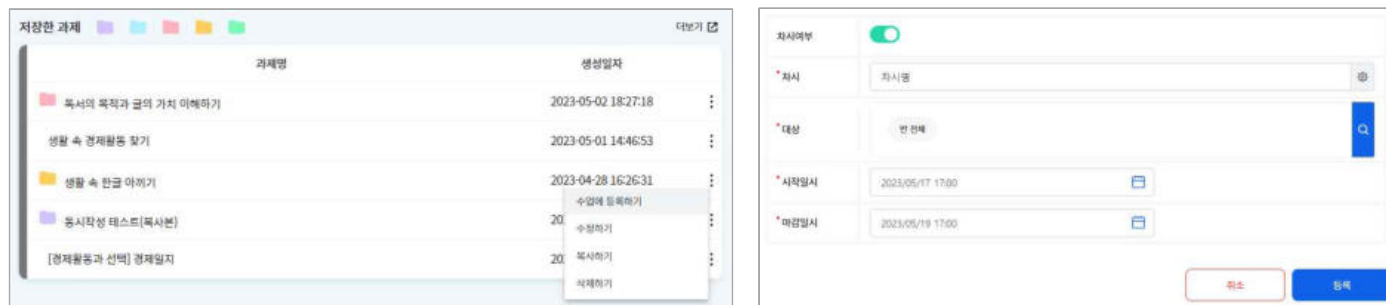 저장한 과제
더보기
과제명 생성일자
독서의 목적과 글의 가치 이해하기 2023-05-02 18:27:18
생활 속 경제활동 찾기 2023-05-01 14:46:53
생활 속 한글 아끼기 2023-04-28 16:26:31
수업에 등록하기
동시작성 테스트(복사본) 20
수정하기
[경제활동과 선택] 경제일지 20
복사하기
삭제하기
차시여부
*차시 차시명
*대상 반 전체
*시작일시 2023/05/17 17:00
*마감일시 2023/05/19 17:00
취소 등록